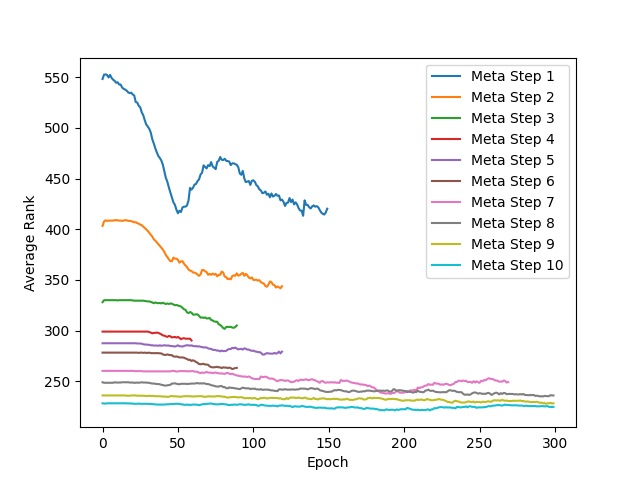 550
500
450
400
350
300
250
Average Rank
0
50
100
150
200
250
300
Epoch
Meta Step 1
Meta Step 2
Meta Step 3
Meta Step 4
Meta Step 5
Meta Step 6
Meta Step 7
Meta Step 8
Meta Step 9
Meta Step 10